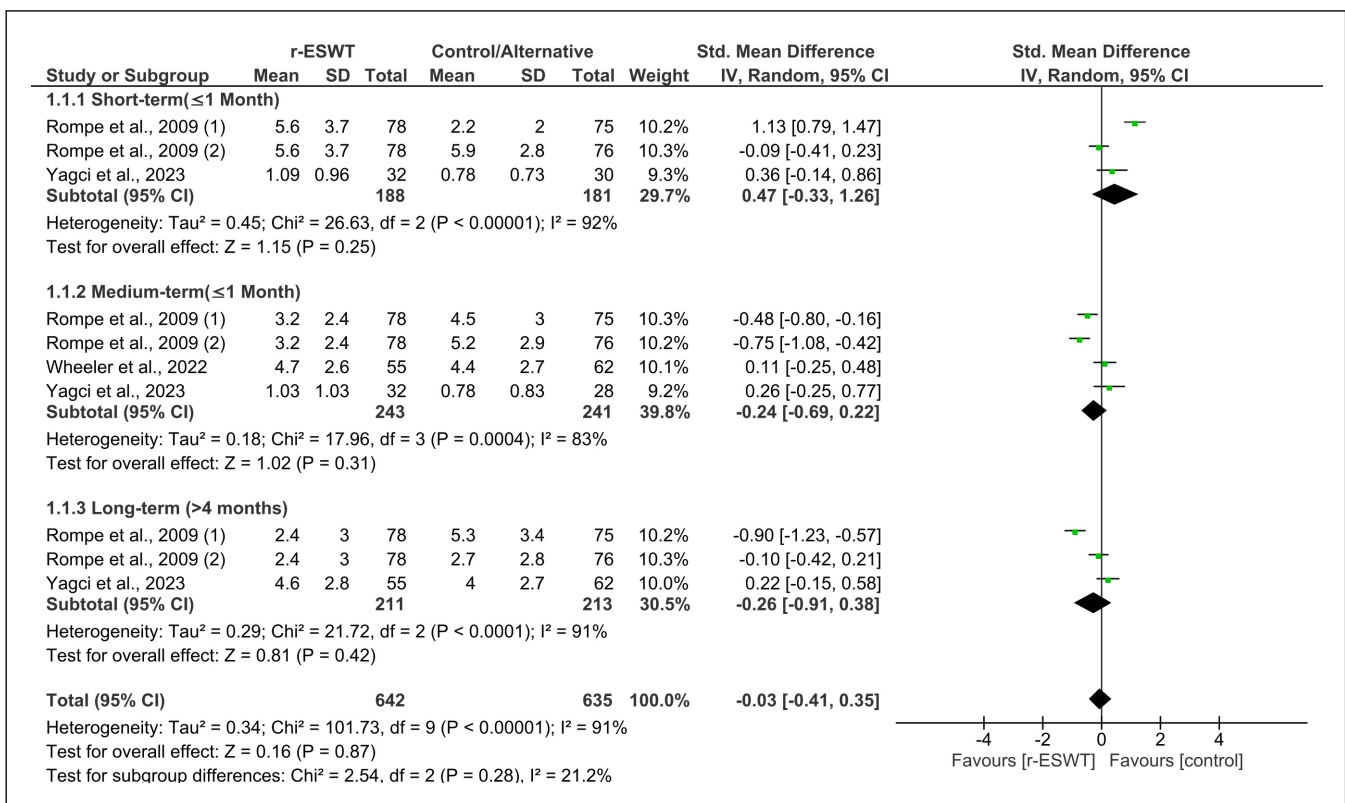 r-ESWT Control/Alternative Std. Mean Difference Std. Mean Difference
Study or Subgroup Mean SD Total Mean SD Total Weight IV, Random, 95% CI IV, Random, 95% CI
1.1.1 Short-term(≤1 Month)
Rompe et al., 2009 (1) 5.6 3.7 78 2.2 2 75 10.2% 1.13 [0.79, 1.47]
Rompe et al., 2009 (2) 5.6 3.7 78 5.9 2.8 76 10.3% -0.09 [-0.41, 0.23]
Yagci et al., 2023 1.09 0.96 32 0.78 0.73 30 9.3% 0.36 [-0.14, 0.86]
Subtotal (95% CI) 188 181 29.7% 0.47 [-0.33, 1.26]
Heterogeneity: Tau² = 0.45; Chi² = 26.63, df = 2 (P < 0.00001); I² = 92%
Test for overall effect: Z = 1.15 (P = 0.25)
1.1.2 Medium-term(≤1 Month)
Rompe et al., 2009 (1) 3.2 2.4 78 4.5 3 75 10.3% -0.48 [-0.80, -0.16]
Rompe et al., 2009 (2) 3.2 2.4 78 5.2 2.9 76 10.2% -0.75 [-1.08, -0.42]
Wheeler et al., 2022 4.7 2.6 55 4.4 2.7 62 10.1% 0.11 [-0.25, 0.48]
Yagci et al., 2023 1.03 1.03 32 0.78 0.83 28 9.2% 0.26 [-0.25, 0.77]
Subtotal (95% CI) 243 241 39.8% -0.24 [-0.69, 0.22]
Heterogeneity: Tau² = 0.18; Chi² = 17.96, df = 3 (P = 0.0004); I² = 83%
Test for overall effect: Z = 1.02 (P = 0.31)
1.1.3 Long-term (>4 months)
Rompe et al., 2009 (1) 2.4 3 78 5.3 3.4 75 10.2% -0.90 [-1.23, -0.57]
Rompe et al., 2009 (2) 2.4 3 78 2.7 2.8 76 10.3% -0.10 [-0.42, 0.21]
Yagci et al., 2023 4.6 2.8 55 4 2.7 62 10.0% 0.22 [-0.15, 0.58]
Subtotal (95% CI) 211 213 30.5% -0.26 [-0.91, 0.38]
Heterogeneity: Tau² = 0.29; Chi² = 21.72, df = 2 (P < 0.0001); I² = 91%
Test for overall effect: Z = 0.81 (P = 0.42)
Total (95% CI) 642 635 100.0% -0.03 [-0.41, 0.35]
Heterogeneity: Tau² = 0.34; Chi² = 101.73, df = 9 (P < 0.00001); I² = 91%
Test for overall effect: Z = 0.16 (P = 0.87)
Test for subgroup differences: Chi² = 2.54, df = 2 (P = 0.28), I² = 21.2%
-4 -2 0 2 4
Favours [r-ESWT] Favours [control]